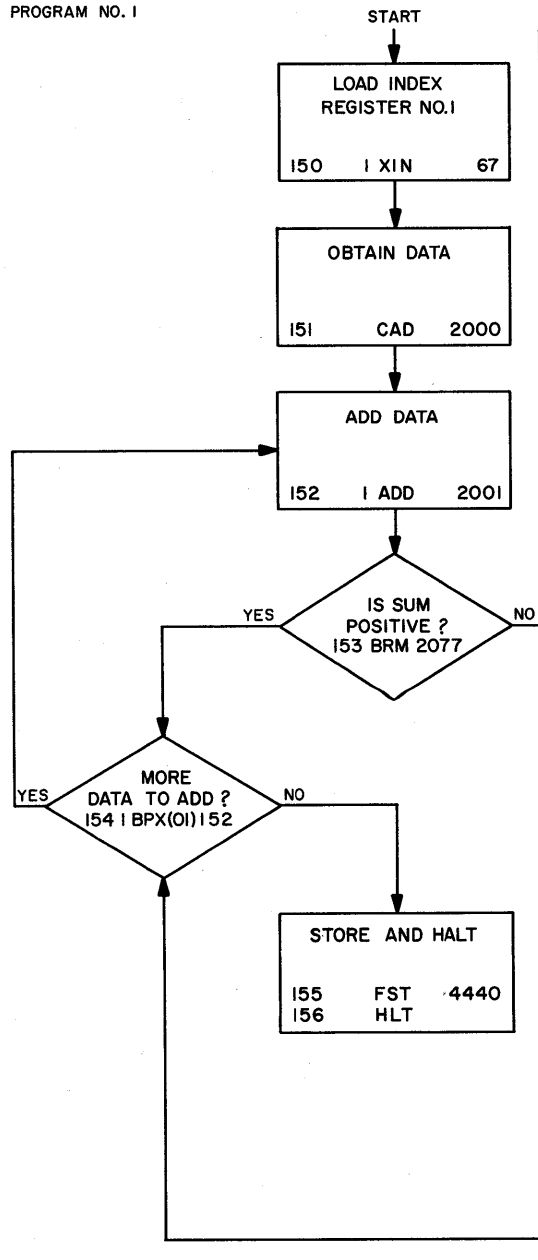 PROGRAM NO. 1
START
LOAD INDEX
REGISTER NO.1
150 1 XIN 67
OBTAIN DATA
151 CAD 2000
ADD DATA
152 1 ADD 2001
IS SUM
POSITIVE ?
153 BRM 2077
YES
NO
MORE
DATA TO ADD ?
154 1 BPX(01)152
YES
NO
STORE AND HALT
155 FST 4440
156 HLT